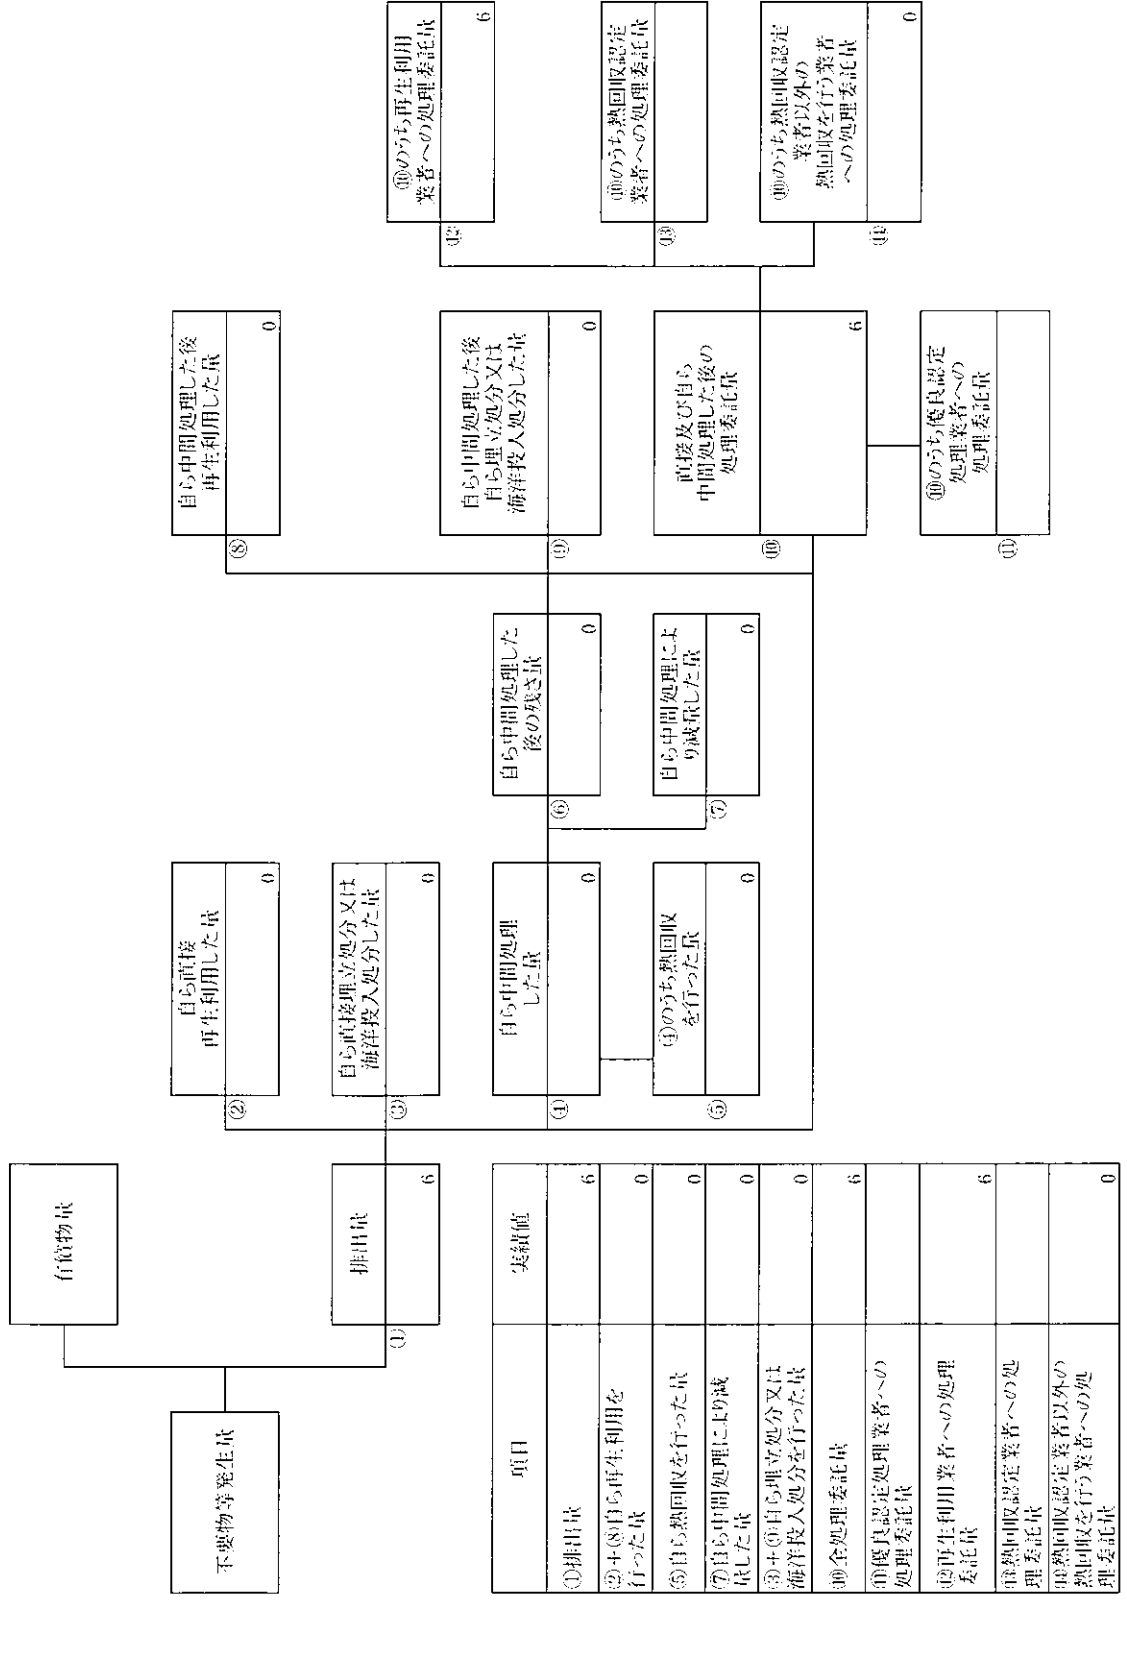 不要物等発生量
有償物量
①
排出量
6
②
自ら直接
再生利用した量
0
③
自ら直接埋立処分又は
海洋投入処分した量
0
④
自ら中間処理
した量
0
⑤
④のうち熱回収
を行った量
0
⑥
自ら中間処理した
後の残さ量
0
⑦
自ら中間処理によ
り減量した量
0
⑧
自ら中間処理した後
再生利用した量
0
⑨
自ら中間処理した後
自ら埋立処分又は
海洋投入処分した量
0
⑩
直接及び自ら
中間処理した後の
処理委託量
6
⑪
⑩のうち優良認定
処理業者への
処理委託量
⑫
⑩のうち再生利用
業者への処理委託量
6
⑬
⑩のうち熱回収認定
業者への処理委託量
⑭
⑩のうち熱回収認定
業者以外の
熱回収を行う業者
への処理委託量
0
項目 実績値
①排出量 6
②+⑧自ら再生利用を
行った量 0
⑤自ら熱回収を行った量 0
⑦自ら中間処理により減
量した量 0
③+⑨自ら埋立処分又は
海洋投入処分を行った量 0
⑩全処理委託量 6
⑪優良認定処理業者への
処理委託量
⑫再生利用業者への処理
委託量 6
⑬熱回収認定業者への処
理委託量
⑭熱回収認定業者以外の
熱回収を行う業者への処
理委託量 0